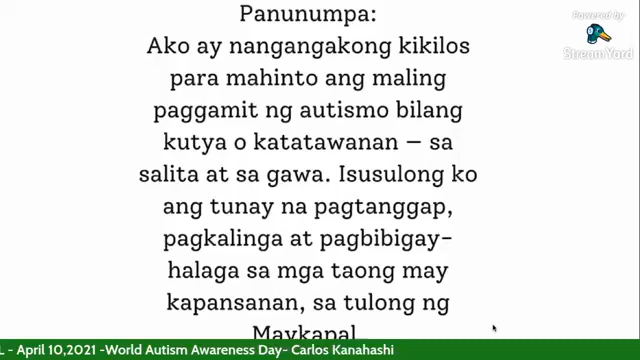 Panunumpa:
Powered by
StreamYard
Ako ay nangangakong kikilos
para mahinto ang maling
paggamit ng autismo bilang
kutya o katatawanan – sa
salita at sa gawa. Isusulong ko
ang tunay na pagtanggap,
pagkalinga at pagbibigay-
halaga sa mga taong may
kapansanan, sa tulong ng
Maykapal.
L - April 10,2021 -World Autism Awareness Day- Carlos Kanahashi